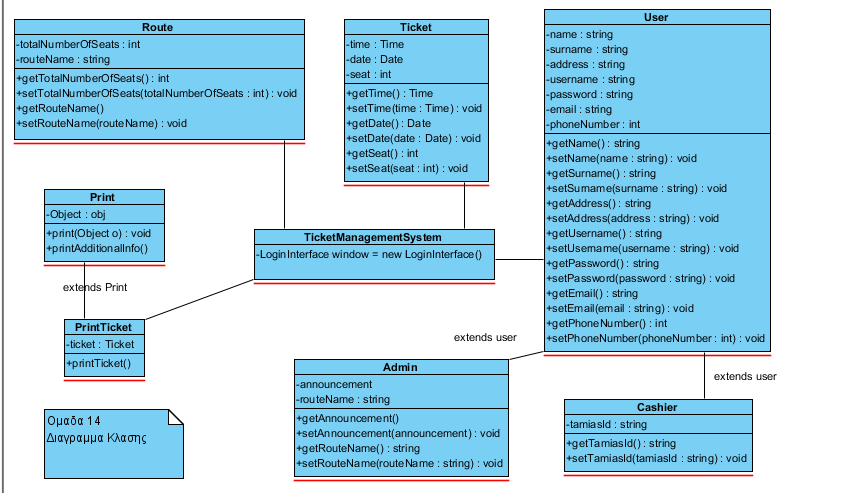 Route
-totalNumberOfSeats : int
-routeName : string
+getTotalNumberOfSeats() : int
+setTotalNumberOfSeats(totalNumberOfSeats : int) : void
+getRouteName()
+setRouteName(routeName) : void
Ticket
-time : Time
-date : Date
-seat : int
+getTime() : Time
+setTime(time : Time) : void
+getDate() : Date
+setDate(date : Date) : void
+getSeat() : int
+setSeat(seat : int) : void
User
-name : string
-surname : string
-address : string
-username : string
-password : string
-email : string
-phoneNumber : int
+getName() : string
+setName(name : string) : void
+getSurname() : string
+setSurname(surname : string) : void
+getAddress() : string
+setAddress(address : string) : void
+getUsername() : string
+setUsername(username : string) : void
+getPassword() : string
+setPassword(password : string) : void
+getEmail() : string
+setEmail(email : string) : void
+getPhoneNumber() : int
+setPhoneNumber(phoneNumber : int) : void
Print
-Object : obj
+print(Object o) : void
+printAdditionalInfo()
TicketManagementSystem
-LoginInterface window = new LoginInterface()
extends Print
PrintTicket
-ticket : Ticket
+printTicket()
extends user
Admin
-announcement
-routeName : string
+getAnnouncement()
+setAnnouncement(announcement) : void
+getRouteName() : string
+setRouteName(routeName : string) : void
extends user
Cashier
-tamiasId : string
+getTamiasId() : string
+setTamiasId(tamiasId : string) : void
Ομαδα 14
Διαγραμμα Κλασης